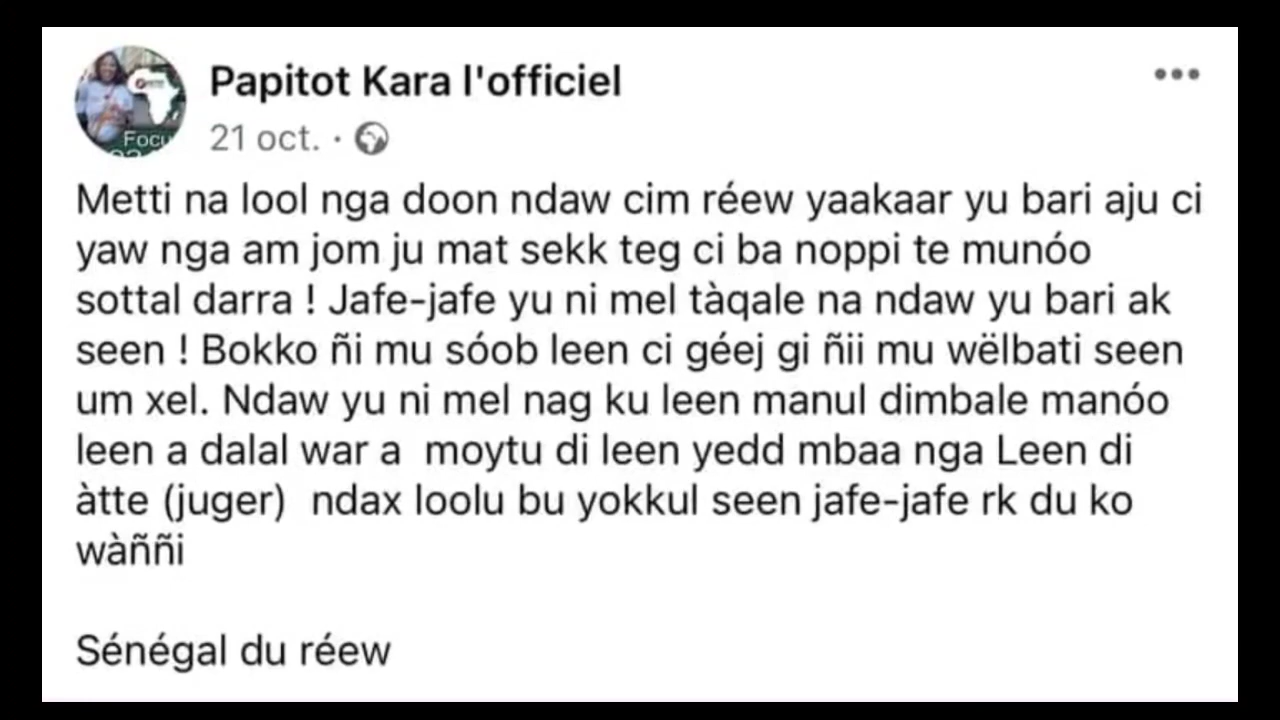 Papitot Kara l'officiel
21 oct. ·
Focu
Metti na lool nga doon ndaw cim réew yaakaar yu bari aju ci
yaw nga am jom ju mat sekk teg ci ba noppi te munóo
sottal darra ! Jafe-jafe yu ni mel tàqale na ndaw yu bari ak
seen ! Bokko ñi mu sóob leen ci géej gi ñii mu wëlbati seen
um xel. Ndaw yu ni mel nag ku leen manul dimbale manóo
leen a dalal war a  moytu di leen yedd mbaa nga Leen di
àtte (juger)  ndax loolu bu yokkul seen jafe-jafe rk du ko
wàññi
Sénégal du réew